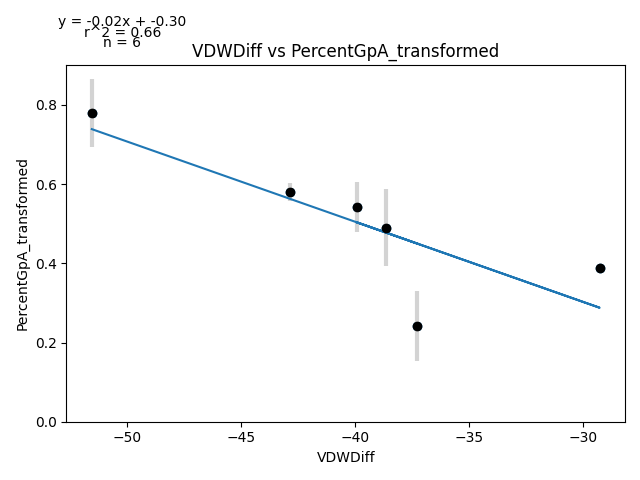 y = -0.02x + -0.30
r^2 = 0.66
n = 6
VDWDiff vs PercentGpA_transformed
PercentGpA_transformed
0.8
0.6
0.4
0.2
0.0
−50
−45
−40
−35
−30
VDWDiff